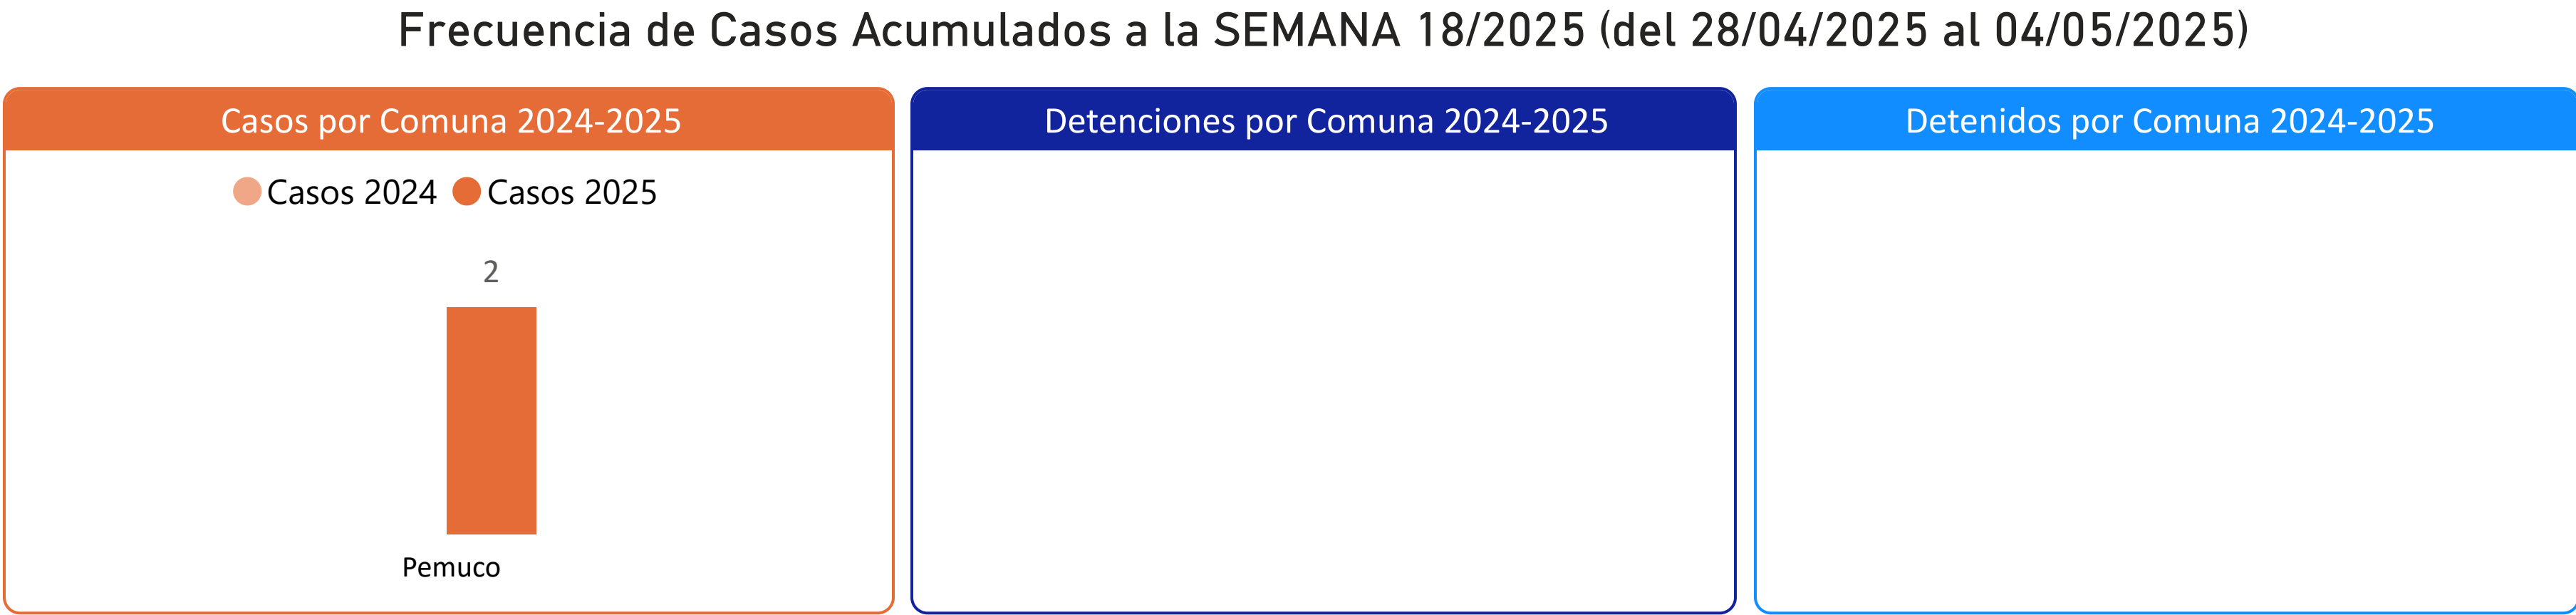 Frecuencia de Casos Acumulados a la SEMANA 18/2025 (del 28/04/2025 al 04/05/2025)
Casos por Comuna 2024-2025
Casos 2024 Casos 2025
2
Pemuco
Detenciones por Comuna 2024-2025
Detenidos por Comuna 2024-2025